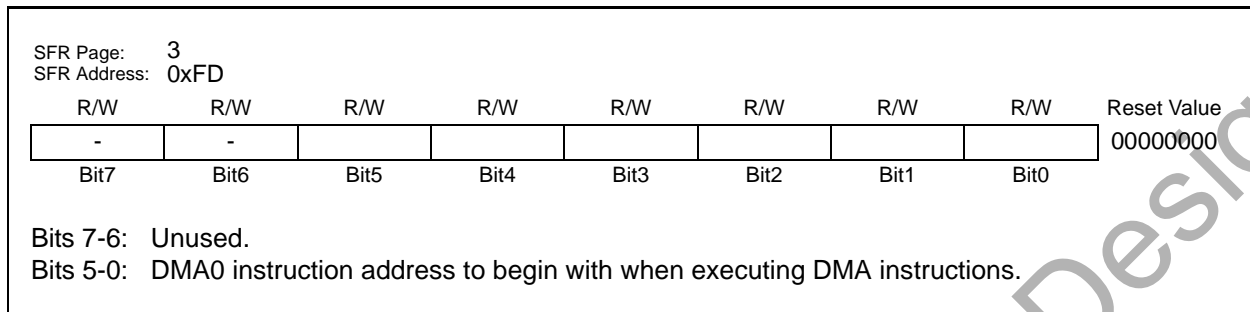 SFR Page: 3
SFR Address: 0xFD
R/W R/W R/W R/W R/W R/W R/W R/W Reset Value
- - 00000000
Bit7 Bit6 Bit5 Bit4 Bit3 Bit2 Bit1 Bit0
Bits 7-6: Unused.
Bits 5-0: DMA0 instruction address to begin with when executing DMA instructions.